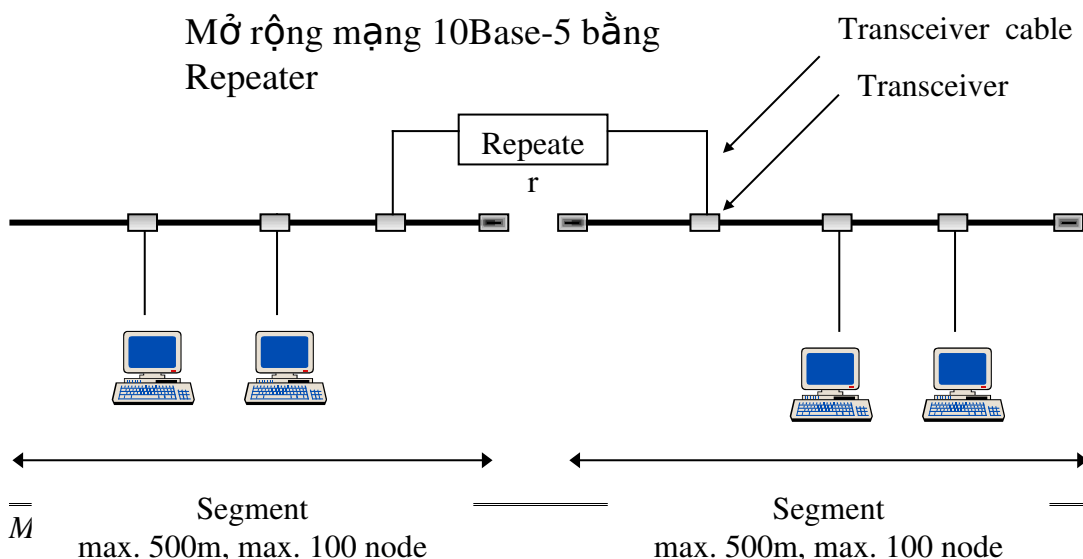 Mở rộng mạng 10Base-5 bằng
Repeater
Transceiver cable
Transceiver
Repeate
r
Segment
max. 500m, max. 100 node
Segment
max. 500m, max. 100 node
M